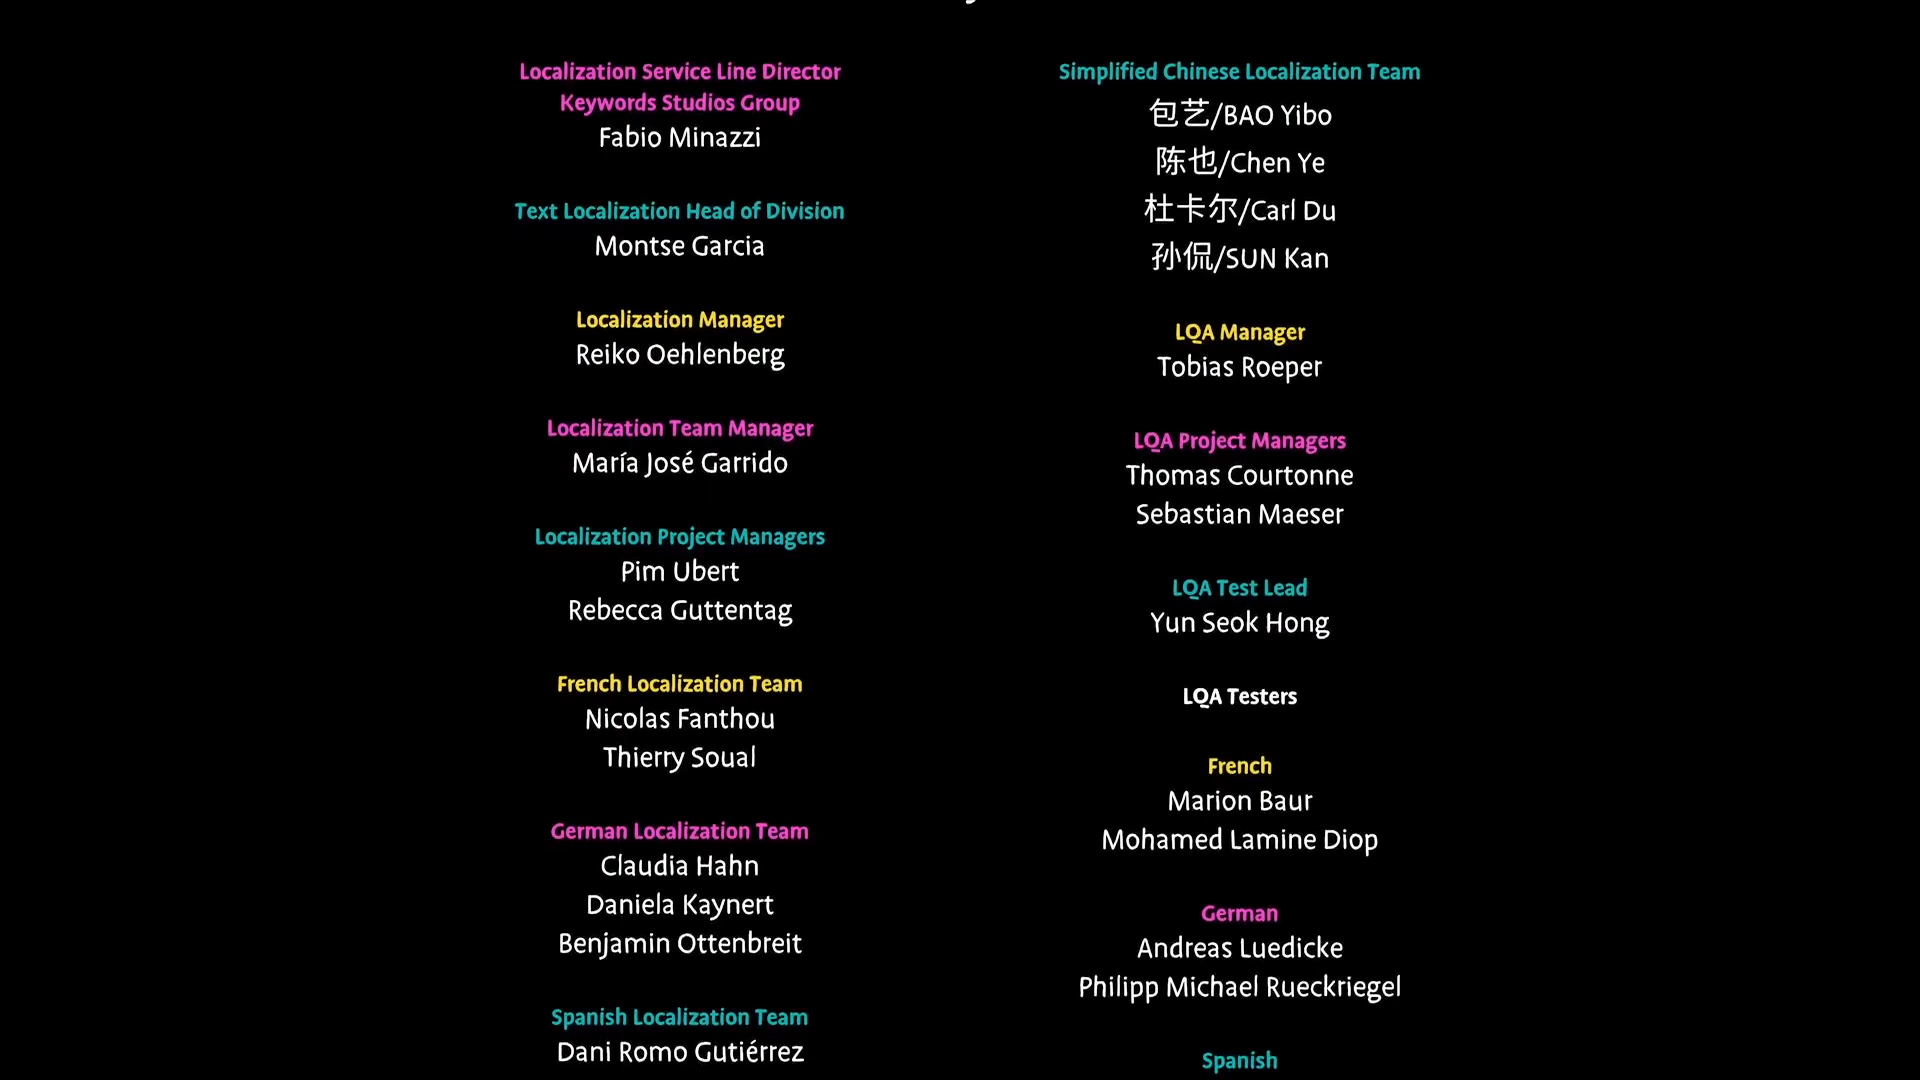 Localization Service Line Director
Keywords Studios Group
Fabio Minazzi
Text Localization Head of Division
Montse Garcia
Localization Manager
Reiko Oehlenberg
Localization Team Manager
María José Garrido
Localization Project Managers
Pim Ubert
Rebecca Guttentag
French Localization Team
Nicolas Fanthou
Thierry Soual
German Localization Team
Claudia Hahn
Daniela Kaynert
Benjamin Ottenbreit
Spanish Localization Team
Dani Romo Gutiérrez
Simplified Chinese Localization Team
包艺/BAO Yibo
陈也/Chen Ye
杜卡尔/Carl Du
孙侃/SUN Kan
LQA Manager
Tobias Roeper
LQA Project Managers
Thomas Courtonne
Sebastian Maeser
LQA Test Lead
Yun Seok Hong
LQA Testers
French
Marion Baur
Mohamed Lamine Diop
German
Andreas Luedicke
Philipp Michael Rueckriegel
Spanish